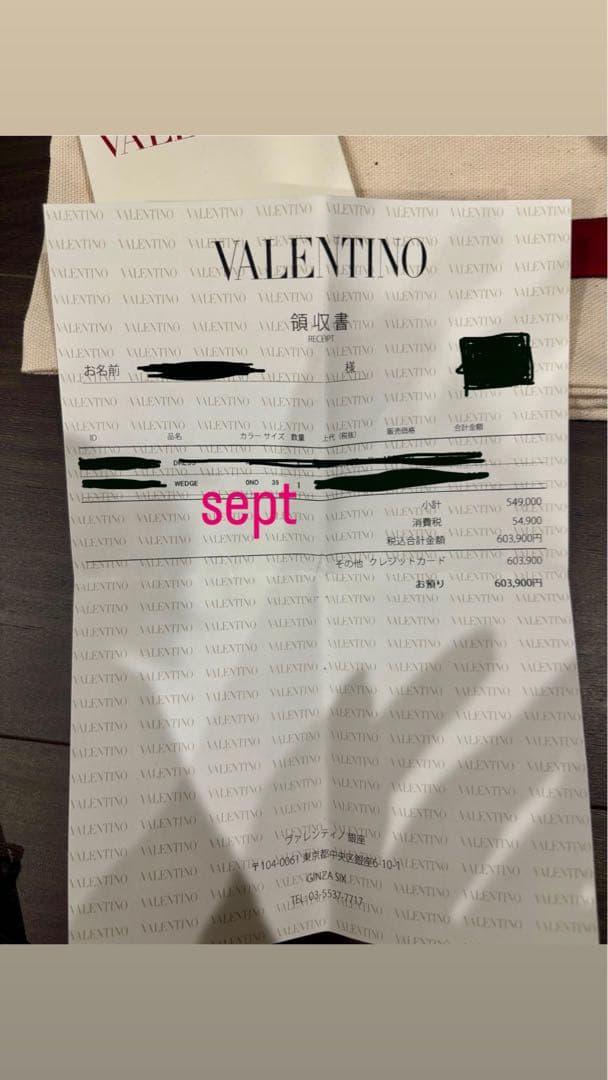 VALENTINO
領収書
RECEIPT
お名前 様
ID 品名 カラー サイズ 数量 上代(税抜) 販売価格 合計金額
DRESS
WEDGE 0NO 35 1
sept
小計 549,000
消費税 54,900
税込合計金額 603,900円
その他 クレジットカード 603,900
お預り 603,900円
ヴァレンティノ 銀座
〒104-0061 東京都中央区銀座6-10-1
GINZA SIX
TEL: 03-5537-7717